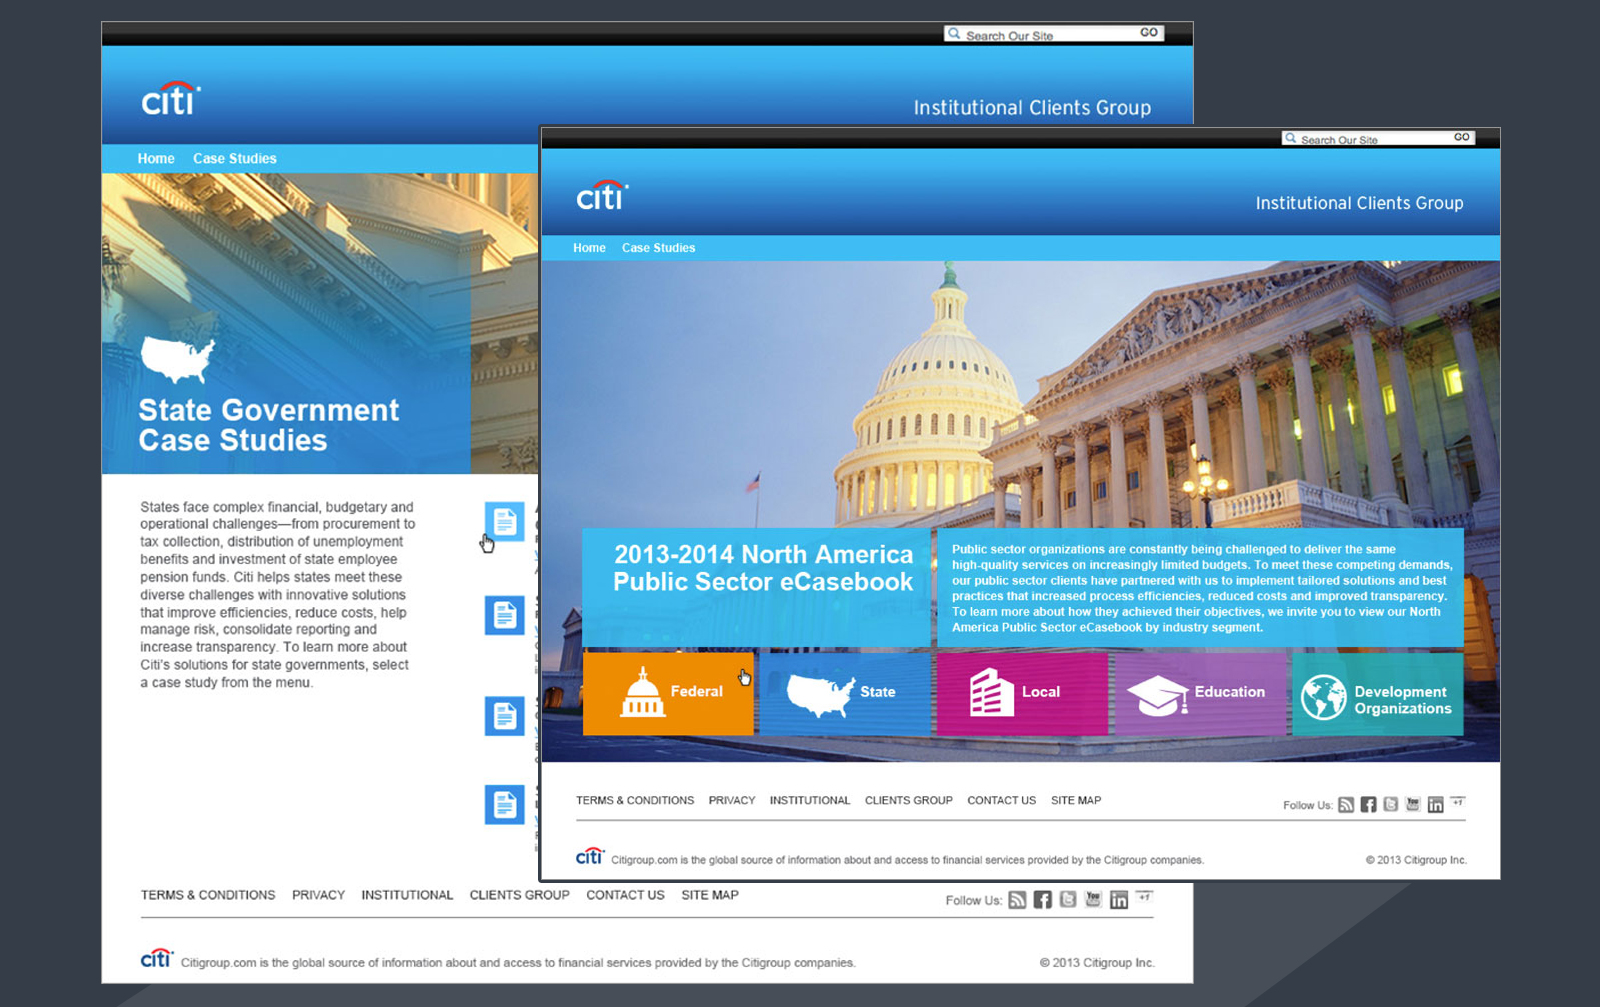 Search Our Site GO
citi
Institutional Clients Group
Home Case Studies
State Government
Case Studies
States face complex financial, budgetary and
operational challenges—from procurement to
tax collection, distribution of unemployment
benefits and investment of state employee
pension funds. Citi helps states meet these
diverse challenges with innovative solutions
that improve efficiencies, reduce costs, help
manage risk, consolidate reporting and
increase transparency. To learn more about
Citi's solutions for state governments, select
a case study from the menu.
TERMS & CONDITIONS PRIVACY INSTITUTIONAL CLIENTS GROUP CONTACT US SITE MAP
Follow Us:
citi Citigroup.com is the global source of information about and access to financial services provided by the Citigroup companies.
© 2013 Citigroup Inc.
Search Our Site GO
citi
Institutional Clients Group
Home Case Studies
2013-2014 North America
Public Sector eCasebook
Public sector organizations are constantly being challenged to deliver the same
high-quality services on increasingly limited budgets. To meet these competing demands,
our public sector clients have partnered with us to implement tailored solutions and best
practices that increased process efficiencies, reduced costs and improved transparency.
To learn more about how they achieved their objectives, we invite you to view our North
America Public Sector eCasebook by industry segment.
Federal
State
Local
Education
Development
Organizations
TERMS & CONDITIONS PRIVACY INSTITUTIONAL CLIENTS GROUP CONTACT US SITE MAP
Follow Us:
citi Citigroup.com is the global source of information about and access to financial services provided by the Citigroup companies.
© 2013 Citigroup Inc.